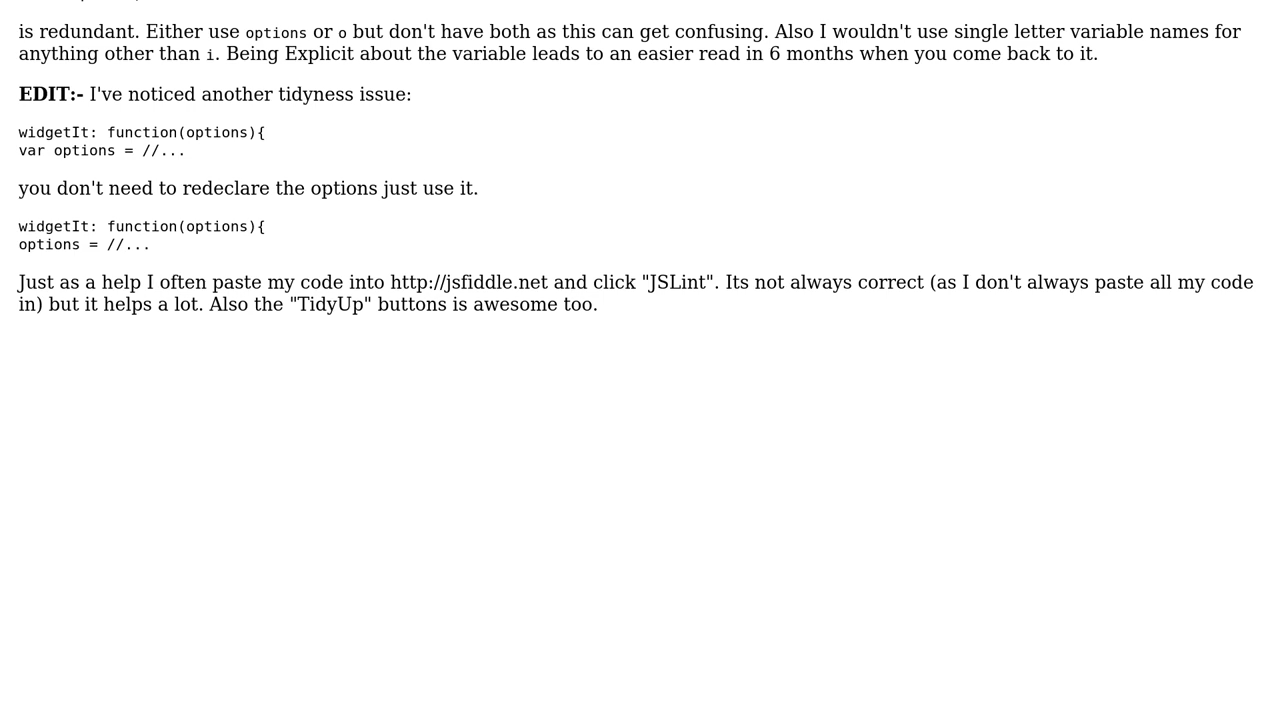 is redundant. Either use options or o but don't have both as this can get confusing. Also I wouldn't use single letter variable names for
anything other than i. Being Explicit about the variable leads to an easier read in 6 months when you come back to it.
EDIT:- I've noticed another tidyness issue:
widgetIt: function(options){
var options = //...
you don't need to redeclare the options just use it.
widgetIt: function(options){
options = //...
Just as a help I often paste my code into http://jsfiddle.net and click "JSLint". Its not always correct (as I don't always paste all my code
in) but it helps a lot. Also the "TidyUp" buttons is awesome too.